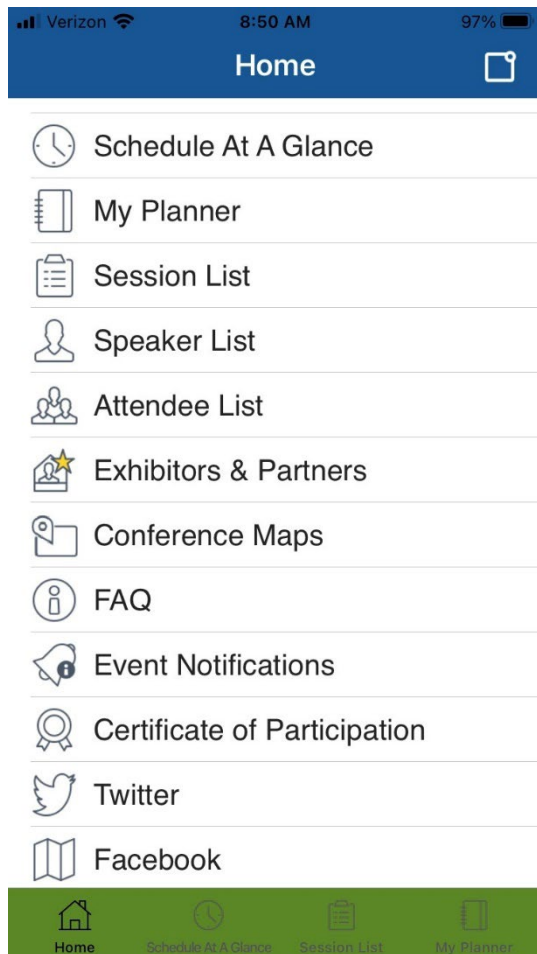 Verizon 8:50 AM 97%
Home
Schedule At A Glance
My Planner
Session List
Speaker List
Attendee List
Exhibitors & Partners
Conference Maps
FAQ
Event Notifications
Certificate of Participation
Twitter
Facebook
Home Schedule At A Glance Session List My Planner